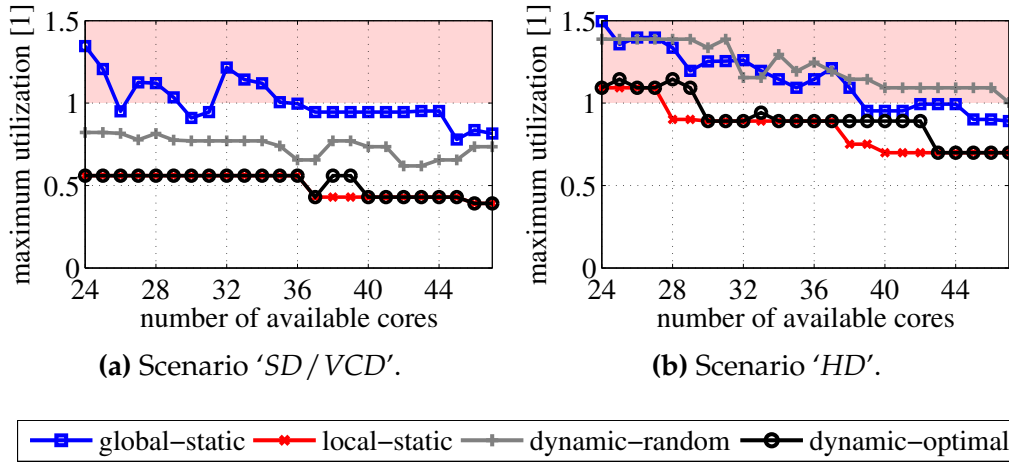 maximum utilization [1]
1.5
1
0.5
0
24 28 32 36 40 44
number of available cores
(a) Scenario ‘SD/VCD’.
maximum utilization [1]
1.5
1
0.5
0
24 28 32 36 40 44
number of available cores
(b) Scenario ‘HD’.
global−static local−static dynamic−random dynamic−optimal